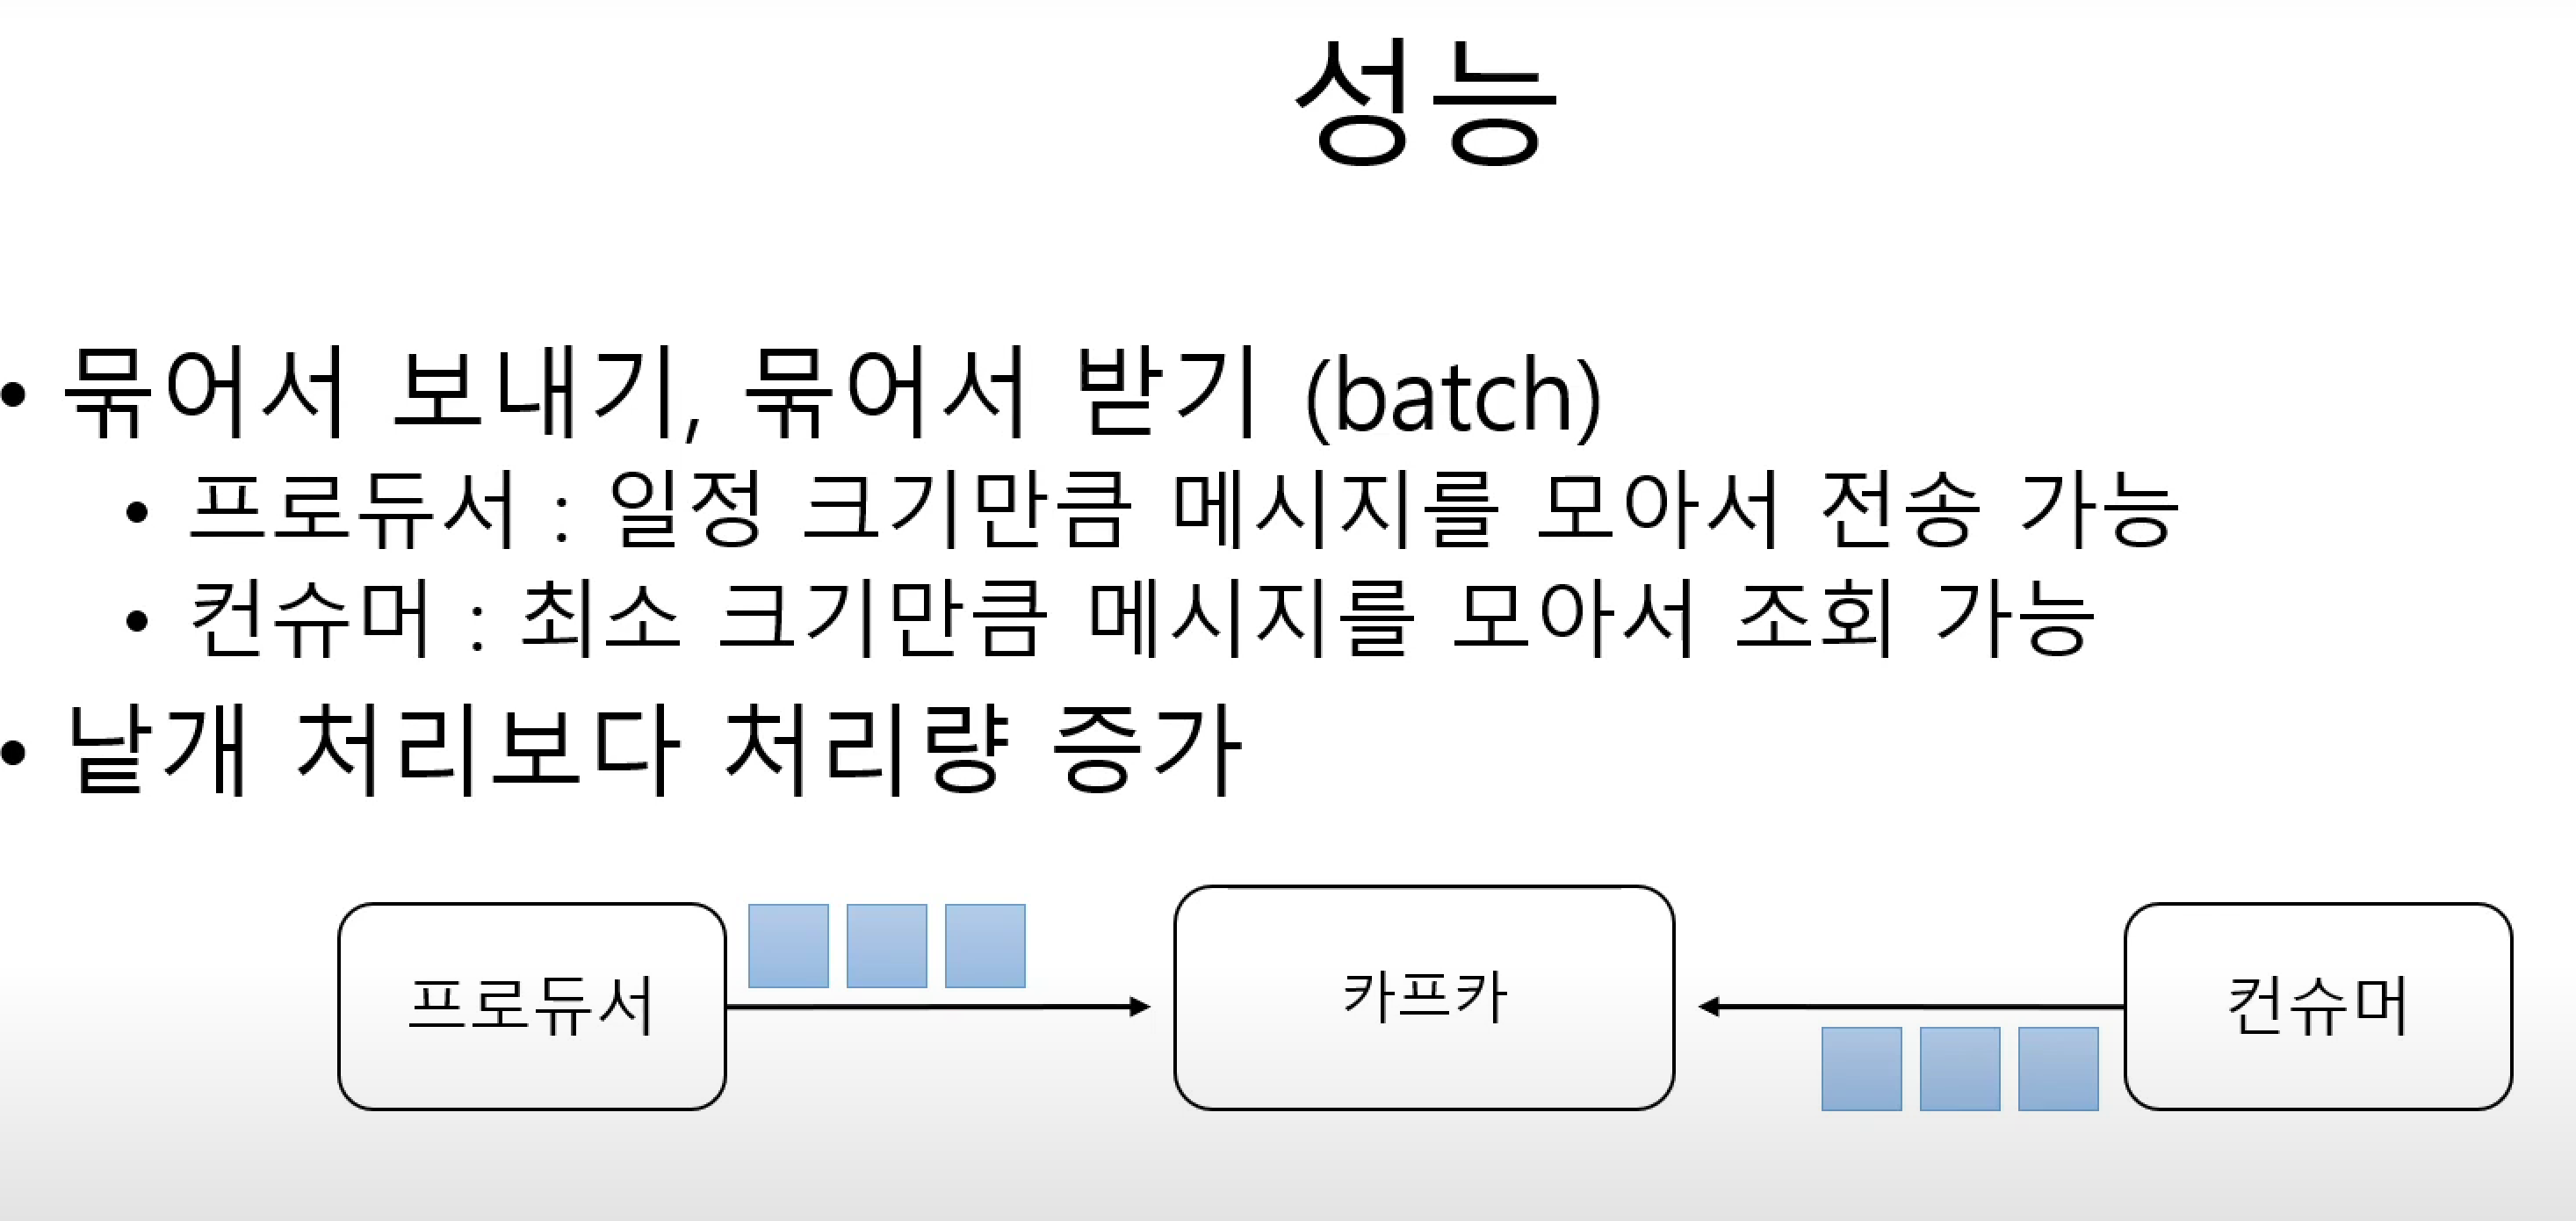 성능
• 묶어서 보내기, 묶어서 받기 (batch)
• 프로듀서 : 일정 크기만큼 메시지를 모아서 전송 가능
• 컨슈머 : 최소 크기만큼 메시지를 모아서 조회 가능
• 낱개 처리보다 처리량 증가
프로듀서
카프카
컨슈머